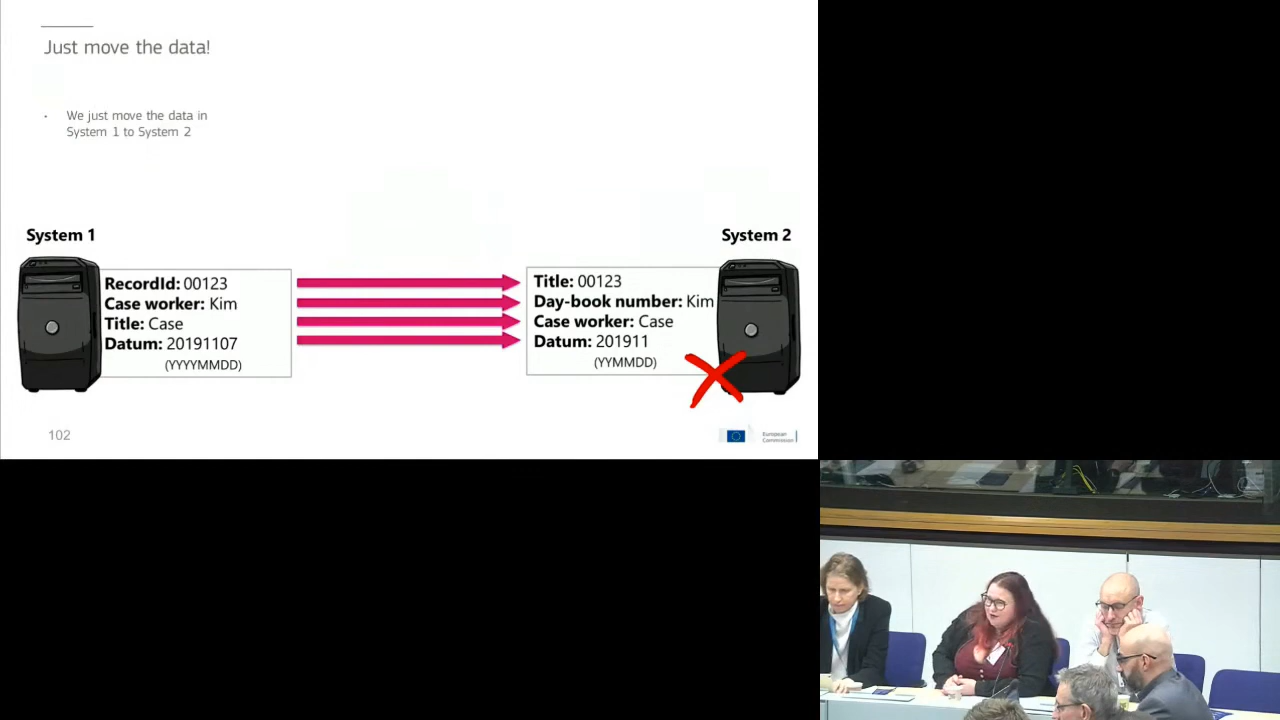 Just move the data!
• We just move the data in
System 1 to System 2
System 1
System 2
RecordId: 00123
Case worker: Kim
Title: Case
Datum: 20191107
(YYYYMMDD)
Title: 00123
Day-book number: Kim
Case worker: Case
Datum: 201911
(YYMMDD)
102
European
Commission